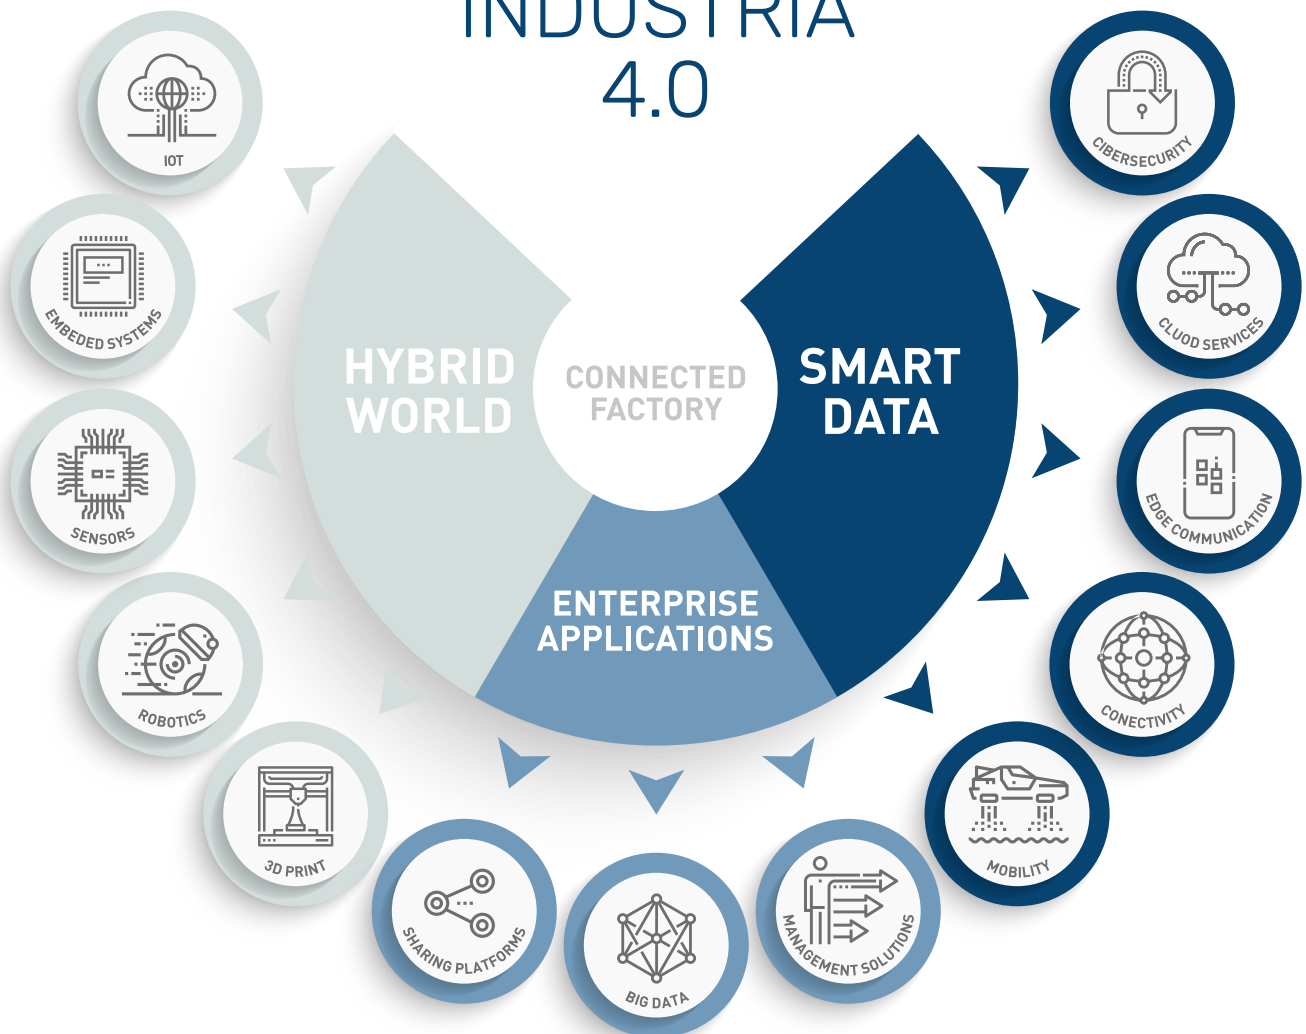 INDUSTRIA
4.0
IOT
EMBEDED SYSTEMS
SENSORS
ROBOTICS
3D PRINT
SHARING PLATFORMS
BIG DATA
MANAGEMENT SOLUTIONS
MOBILITY
CONECTIVITY
EDGE COMMUNICATION
CLUOD SERVICES
CIBERSECURITY
HYBRID
WORLD
CONNECTED
FACTORY
SMART
DATA
ENTERPRISE
APPLICATIONS